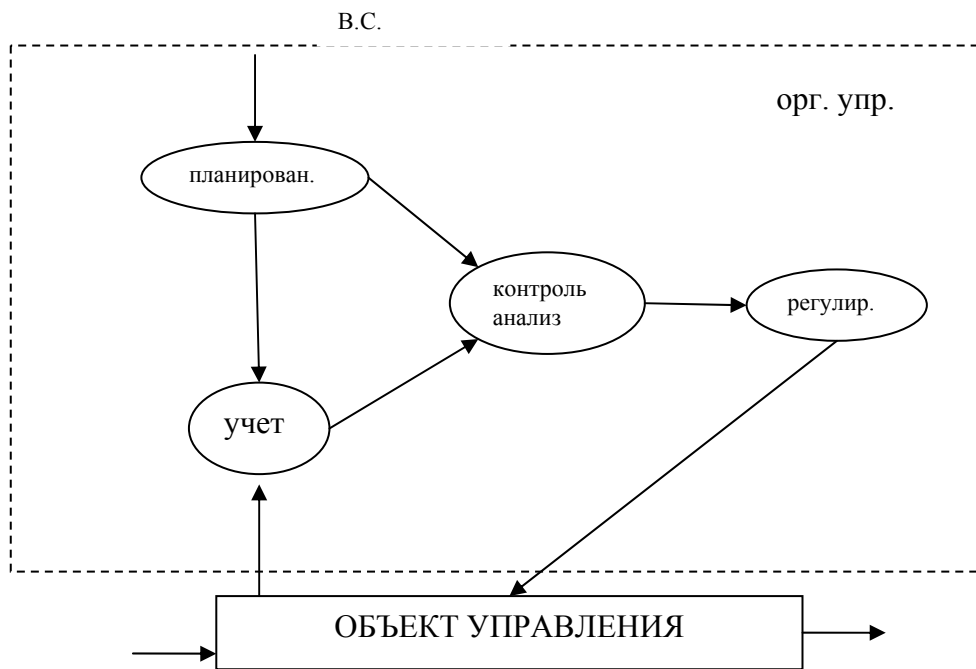 В.С.
орг. упр.
планирован.
контроль
анализ
регулир.
учет
ОБЪЕКТ УПРАВЛЕНИЯ